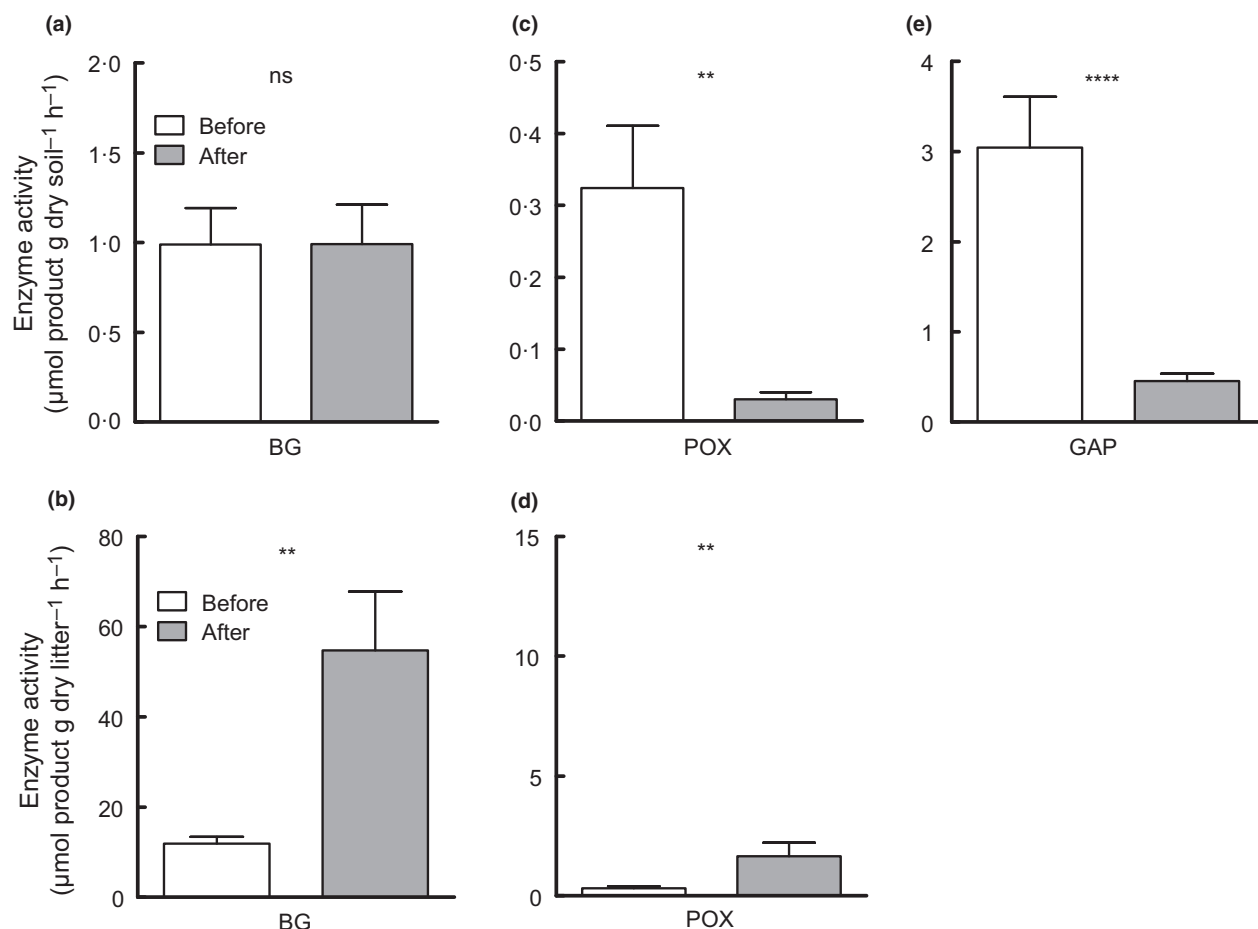 (a)
Enzyme activity
(µmol product g dry soil⁻¹ h⁻¹)
2·0
1·5
1·0
0·5
0·0
ns
Before
After
BG
(c)
0·5
0·4
0·3
0·2
0·1
0·0
**
POX
(e)
4
3
2
1
0
****
GAP
(b)
Enzyme activity
(µmol product g dry litter⁻¹ h⁻¹)
80
60
40
20
0
**
Before
After
BG
(d)
15
10
5
0
**
POX